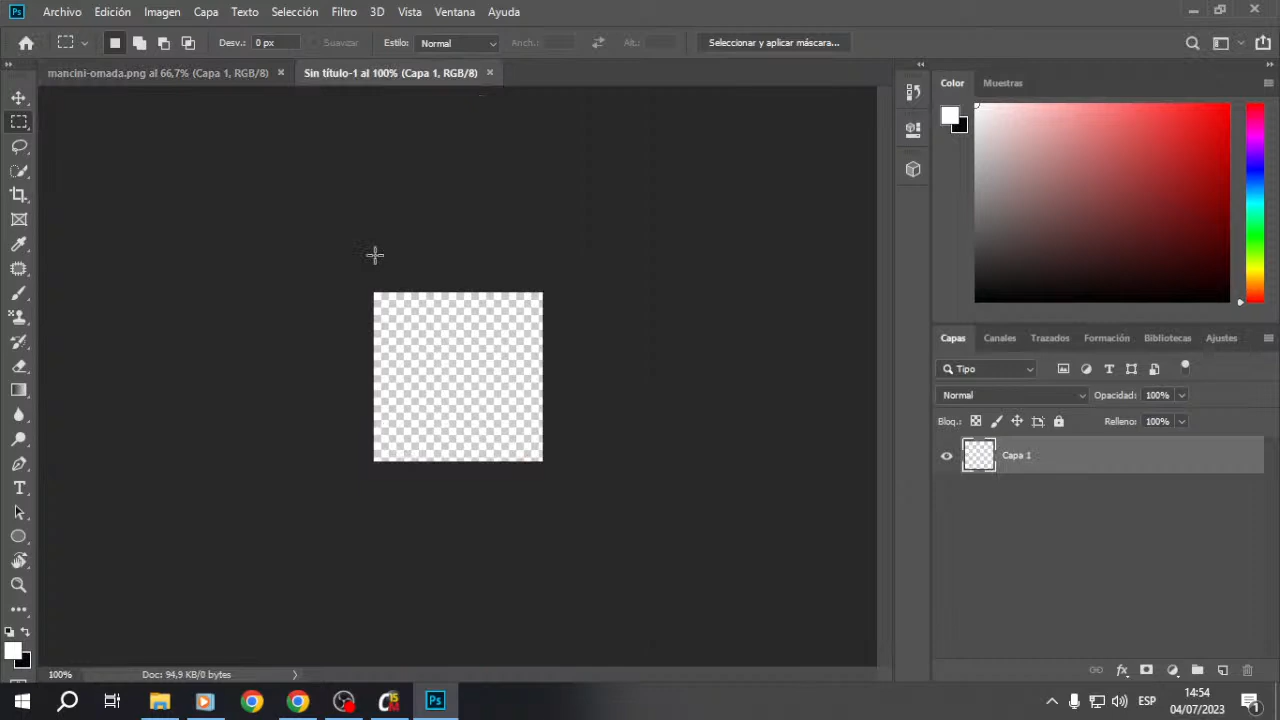 Ps Archivo Edición Imagen Capa Texto Selección Filtro 3D Vista Ventana Ayuda
Desv.: 0 px Suavizar Estilo: Normal Anch.: Alt.: Seleccionar y aplicar máscara...
mancini-omada.png al 66,7% (Capa 1, RGB/8) × Sin título-1 al 100% (Capa 1, RGB/8) ×
Color Muestras
Capas Canales Trazados Formación Bibliotecas Ajustes
Tipo
Normal Opacidad: 100%
Bloq.: Relleno: 100%
Capa 1
100% Doc: 94,9 KB/0 bytes
Ps ESP 14:54
04/07/2023 1